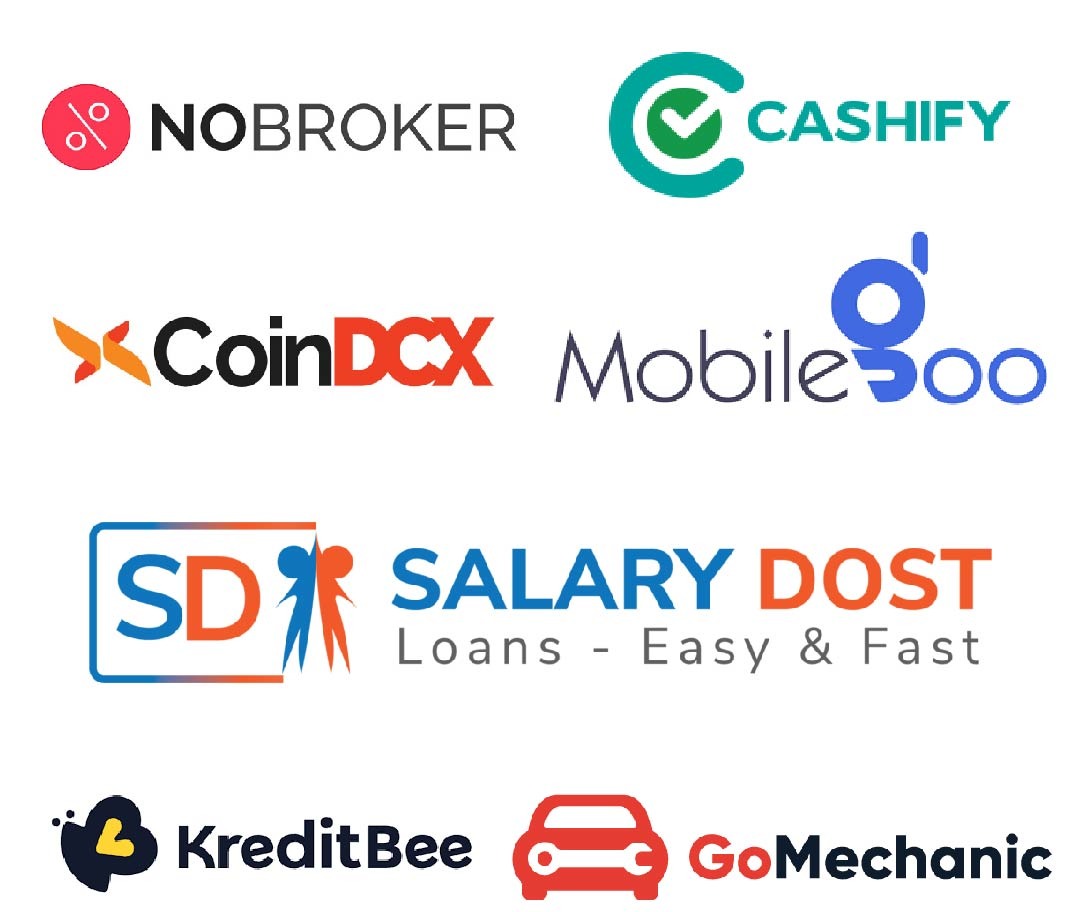 NOBROKER
CASHIFY
CoinDCX
Mobilegoo
SD
SALARY DOST
Loans - Easy & Fast
KreditBee
GoMechanic